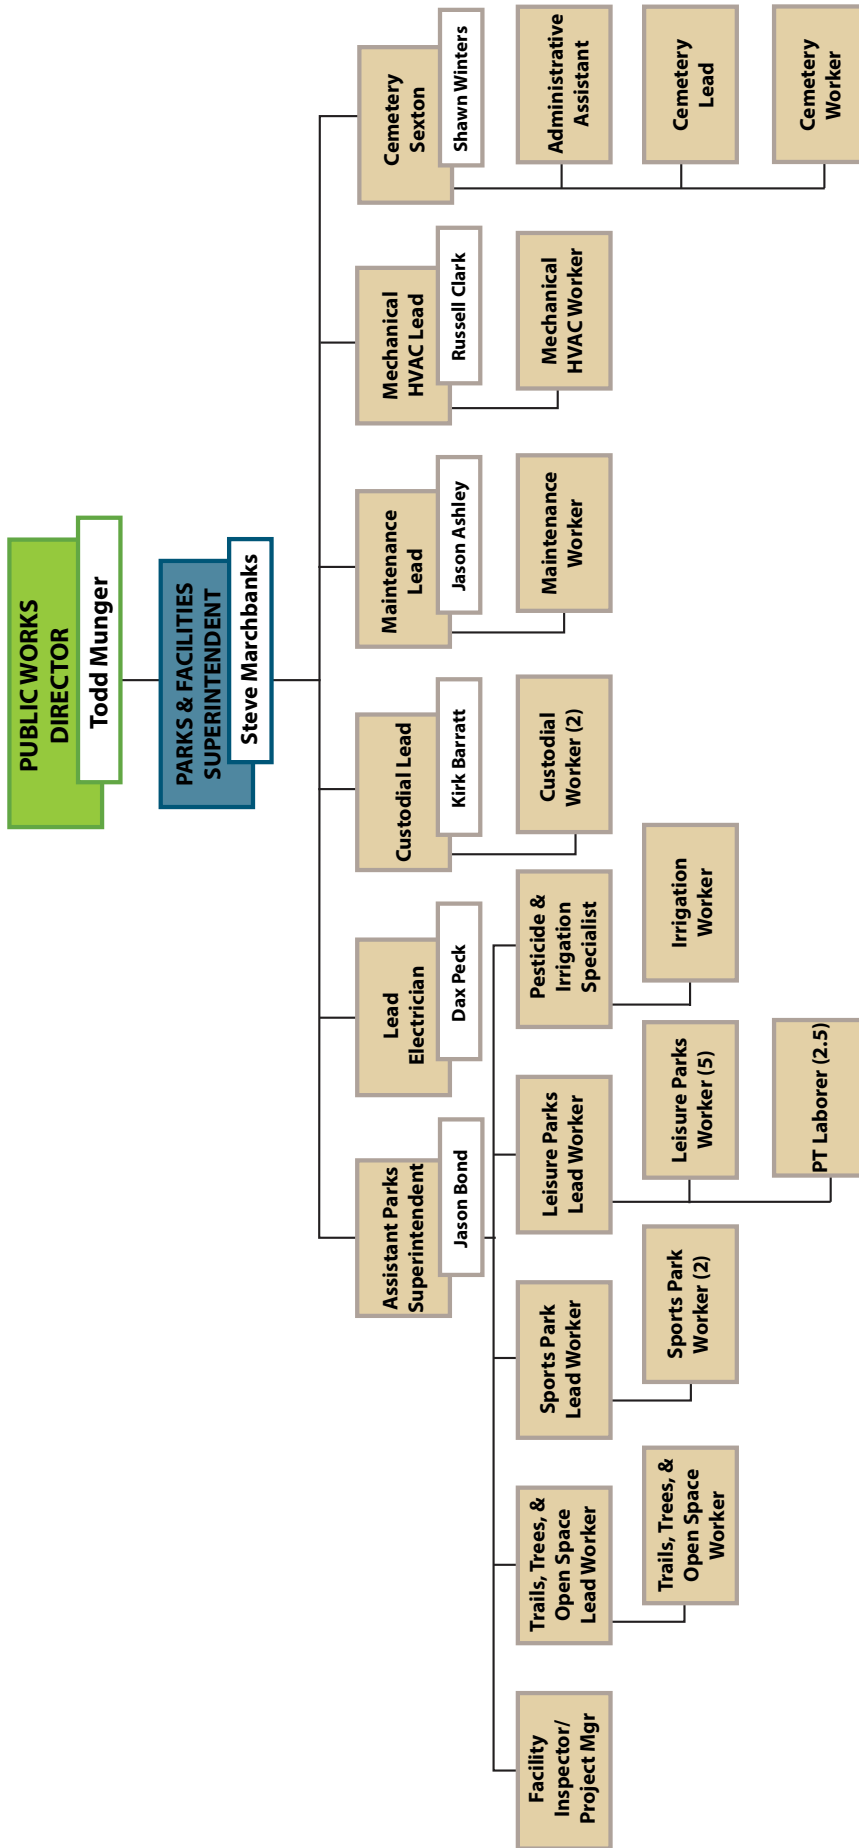 PUBLIC WORKS
DIRECTOR
Todd Munger
PARKS & FACILITIES
SUPERINTENDENT
Steve Marchbanks
Assistant Parks
Superintendent
Jason Bond
Lead
Electrician
Dax Peck
Custodial Lead
Kirk Barratt
Maintenance
Lead
Jason Ashley
Mechanical
HVAC Lead
Russell Clark
Cemetery
Sexton
Shawn Winters
Facility
Inspector/
Project Mgr
Trails, Trees, &
Open Space
Lead Worker
Sports Park
Lead Worker
Leisure Parks
Lead Worker
Pesticide &
Irrigation
Specialist
Custodial
Worker (2)
Maintenance
Worker
Mechanical
HVAC Worker
Administrative
Assistant
Trails, Trees, &
Open Space
Worker
Sports Park
Worker (2)
Leisure Parks
Worker (5)
Irrigation
Worker
Cemetery
Lead
PT Laborer (2.5)
Cemetery
Worker